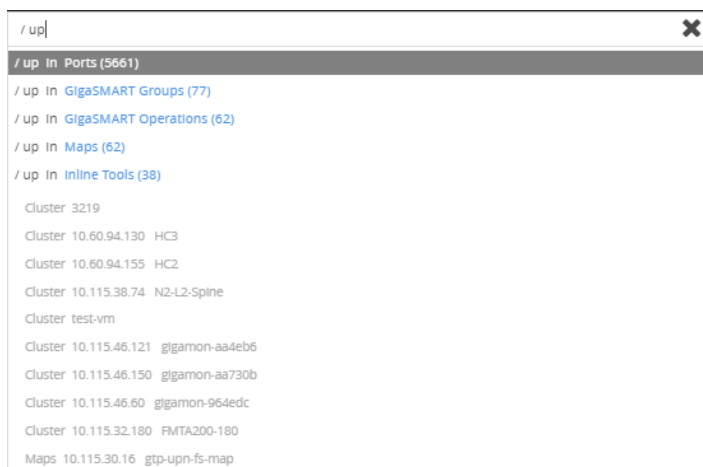 / up
/ up in Ports (5661)
/ up in GigaSMART Groups (77)
/ up in GigaSMART Operations (62)
/ up in Maps (62)
/ up in Inline Tools (38)
Cluster 3219
Cluster 10.60.94.130 HC3
Cluster 10.60.94.155 HC2
Cluster 10.115.38.74 N2-L2-Spine
Cluster test-vm
Cluster 10.115.46.121 gigamon-aa4eb6
Cluster 10.115.46.150 gigamon-aa730b
Cluster 10.115.46.60 gigamon-964edc
Cluster 10.115.32.180 FMTA200-180
Maps 10.115.30.16 gtp-upn-fs-map